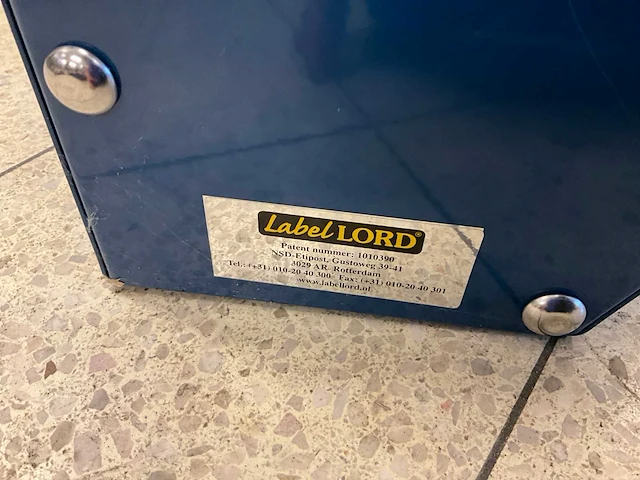 Label LORD®
Patent number: 1010390
NSD-Etipost, Gustoweg 39-41
3029 AR Rotterdam
Tel.: (+31) 010-20 40 300 Fax: (+31) 010-20 40 301
www.labellord.nl